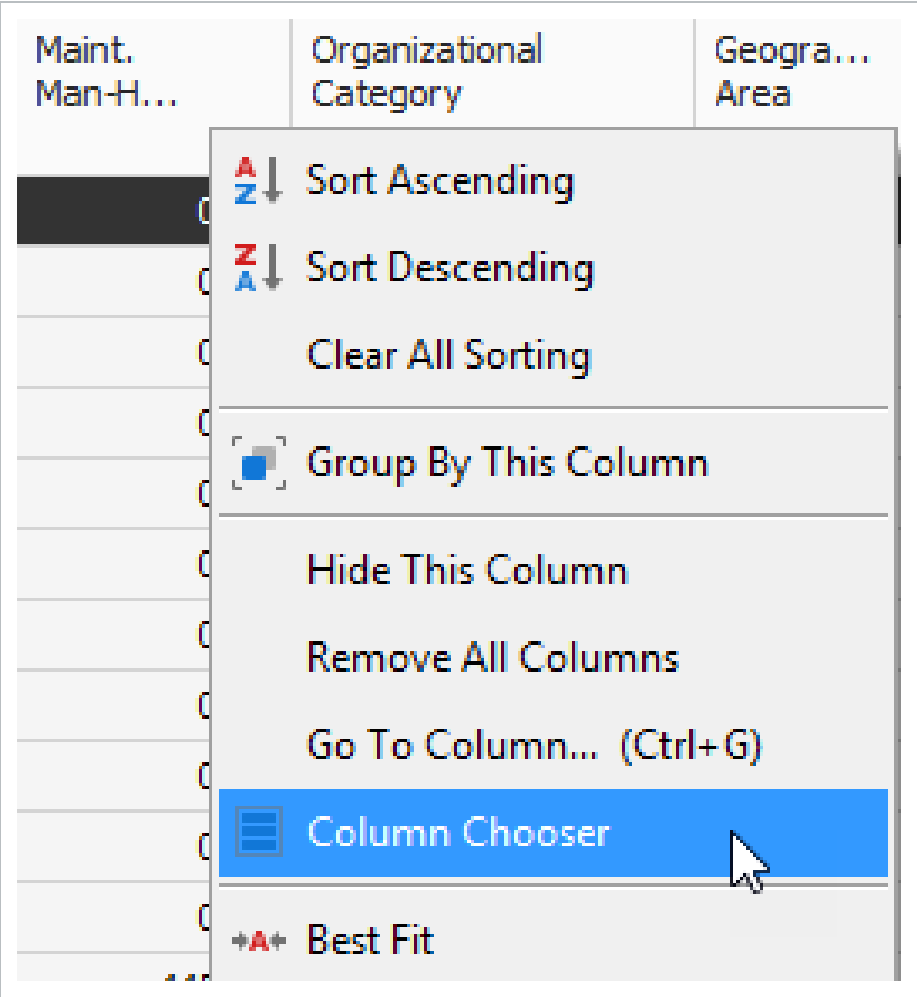 Maint.
Man-H...
Organizational
Category
Geogra...
Area
Sort Ascending
Sort Descending
Clear All Sorting
Group By This Column
Hide This Column
Remove All Columns
Go To Column... (Ctrl+G)
Column Chooser
Best Fit